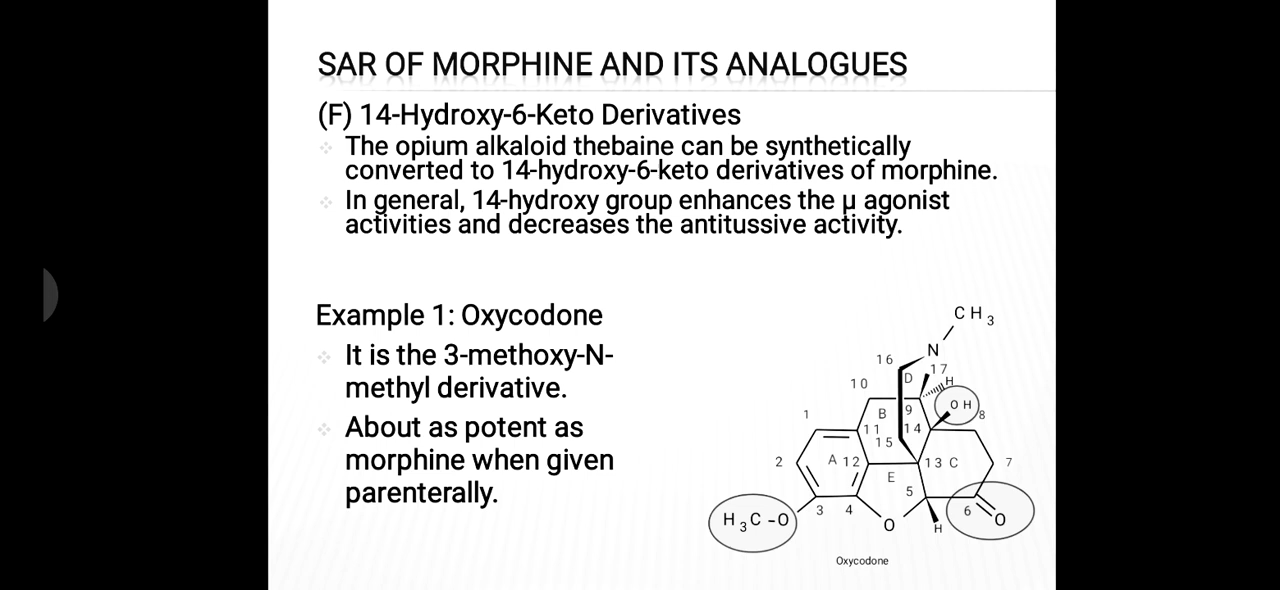 SAR OF MORPHINE AND ITS ANALOGUES
(F) 14-Hydroxy-6-Keto Derivatives
The opium alkaloid thebaine can be synthetically
converted to 14-hydroxy-6-keto derivatives of morphine.
In general, 14-hydroxy group enhances the μ agonist
activities and decreases the antitussive activity.
Example 1: Oxycodone
It is the 3-methoxy-N-
methyl derivative.
About as potent as
morphine when given
parenterally.
CH3
N
16
17
D
H
10
OH
1
B
9
8
11
14
15
2
A
12
13
C
7
E
5
3
4
6
H3C-O
O
O
H
Oxycodone